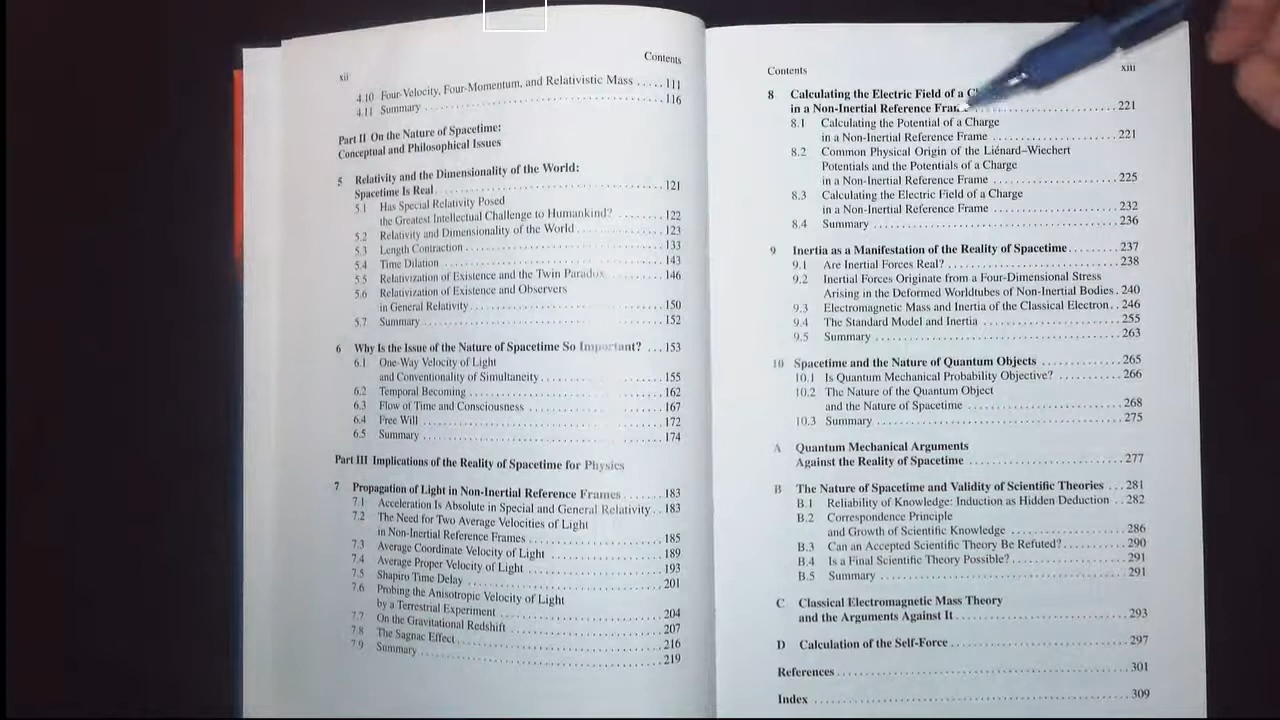 xii
Contents
4.10 Four-Velocity, Four-Momentum, and Relativistic Mass ..... 111
4.11 Summary ........................................ 116
Part II On the Nature of Spacetime:
Conceptual and Philosophical Issues
5 Relativity and the Dimensionality of the World:
Spacetime Is Real ........................................ 121
5.1 Has Special Relativity Posed
the Greatest Intellectual Challenge to Humankind? ........ 122
5.2 Relativity and Dimensionality of the World ............... 123
5.3 Length Contraction .................................. 133
5.4 Time Dilation ...................................... 143
5.5 Relativization of Existence and the Twin Paradox ......... 146
5.6 Relativization of Existence and Observers
in General Relativity ................................ 150
5.7 Summary .......................................... 152
6 Why Is the Issue of the Nature of Spacetime So Important? ... 153
6.1 One-Way Velocity of Light
and Conventionality of Simultaneity ..................... 155
6.2 Temporal Becoming ................................. 162
6.3 Flow of Time and Consciousness ....................... 167
6.4 Free Will .......................................... 172
6.5 Summary .......................................... 174
Part III Implications of the Reality of Spacetime for Physics
7 Propagation of Light in Non-Inertial Reference Frames ....... 183
7.1 Acceleration Is Absolute in Special and General Relativity .. 183
7.2 The Need for Two Average Velocities of Light
in Non-Inertial Reference Frames ....................... 185
7.3 Average Coordinate Velocity of Light ................... 189
7.4 Average Proper Velocity of Light ....................... 193
7.5 Shapiro Time Delay ................................. 201
7.6 Probing the Anisotropic Velocity of Light
by a Terrestrial Experiment ........................... 204
7.7 On the Gravitational Redshift ......................... 207
7.8 The Sagnac Effect ................................... 216
7.9 Summary .......................................... 219
Contents
xiii
8 Calculating the Electric Field of a
in a Non-Inertial Reference ........................ 221
8.1 Calculating the Potential of a Charge
in a Non-Inertial Reference Frame ...................... 221
8.2 Common Physical Origin of the Liénard–Wiechert
Potentials and the Potentials of a Charge
in a Non-Inertial Reference Frame ...................... 225
8.3 Calculating the Electric Field of a Charge
in a Non-Inertial Reference Frame ...................... 232
8.4 Summary .......................................... 236
9 Inertia as a Manifestation of the Reality of Spacetime ......... 237
9.1 Are Inertial Forces Real? ............................. 238
9.2 Inertial Forces Originate from a Four-Dimensional Stress
Arising in the Deformed Worldtubes of Non-Inertial Bodies . 240
9.3 Electromagnetic Mass and Inertia of the Classical Electron .. 246
9.4 The Standard Model and Inertia ....................... 255
9.5 Summary .......................................... 263
10 Spacetime and the Nature of Quantum Objects .............. 265
10.1 Is Quantum Mechanical Probability Objective? ........... 266
10.2 The Nature of the Quantum Object
and the Nature of Spacetime .......................... 268
10.3 Summary .......................................... 275
A Quantum Mechanical Arguments
Against the Reality of Spacetime .......................... 277
B The Nature of Spacetime and Validity of Scientific Theories ... 281
B.1 Reliability of Knowledge: Induction as Hidden Deduction .. 282
B.2 Correspondence Principle
and Growth of Scientific Knowledge .................... 286
B.3 Can an Accepted Scientific Theory Be Refuted? ........... 290
B.4 Is a Final Scientific Theory Possible? .................... 291
B.5 Summary .......................................... 291
C Classical Electromagnetic Mass Theory
and the Arguments Against It ............................ 293
D Calculation of the Self-Force .............................. 297
References .................................................. 301
Index ...................................................... 309